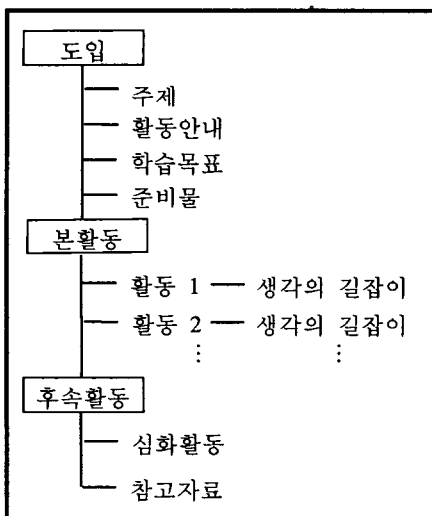 도입
주제
활동안내
학습목표
준비물
본활동
활동 1 — 생각의 길잡이
활동 2 — 생각의 길잡이
⋮ ⋮
후속활동
심화활동
참고자료